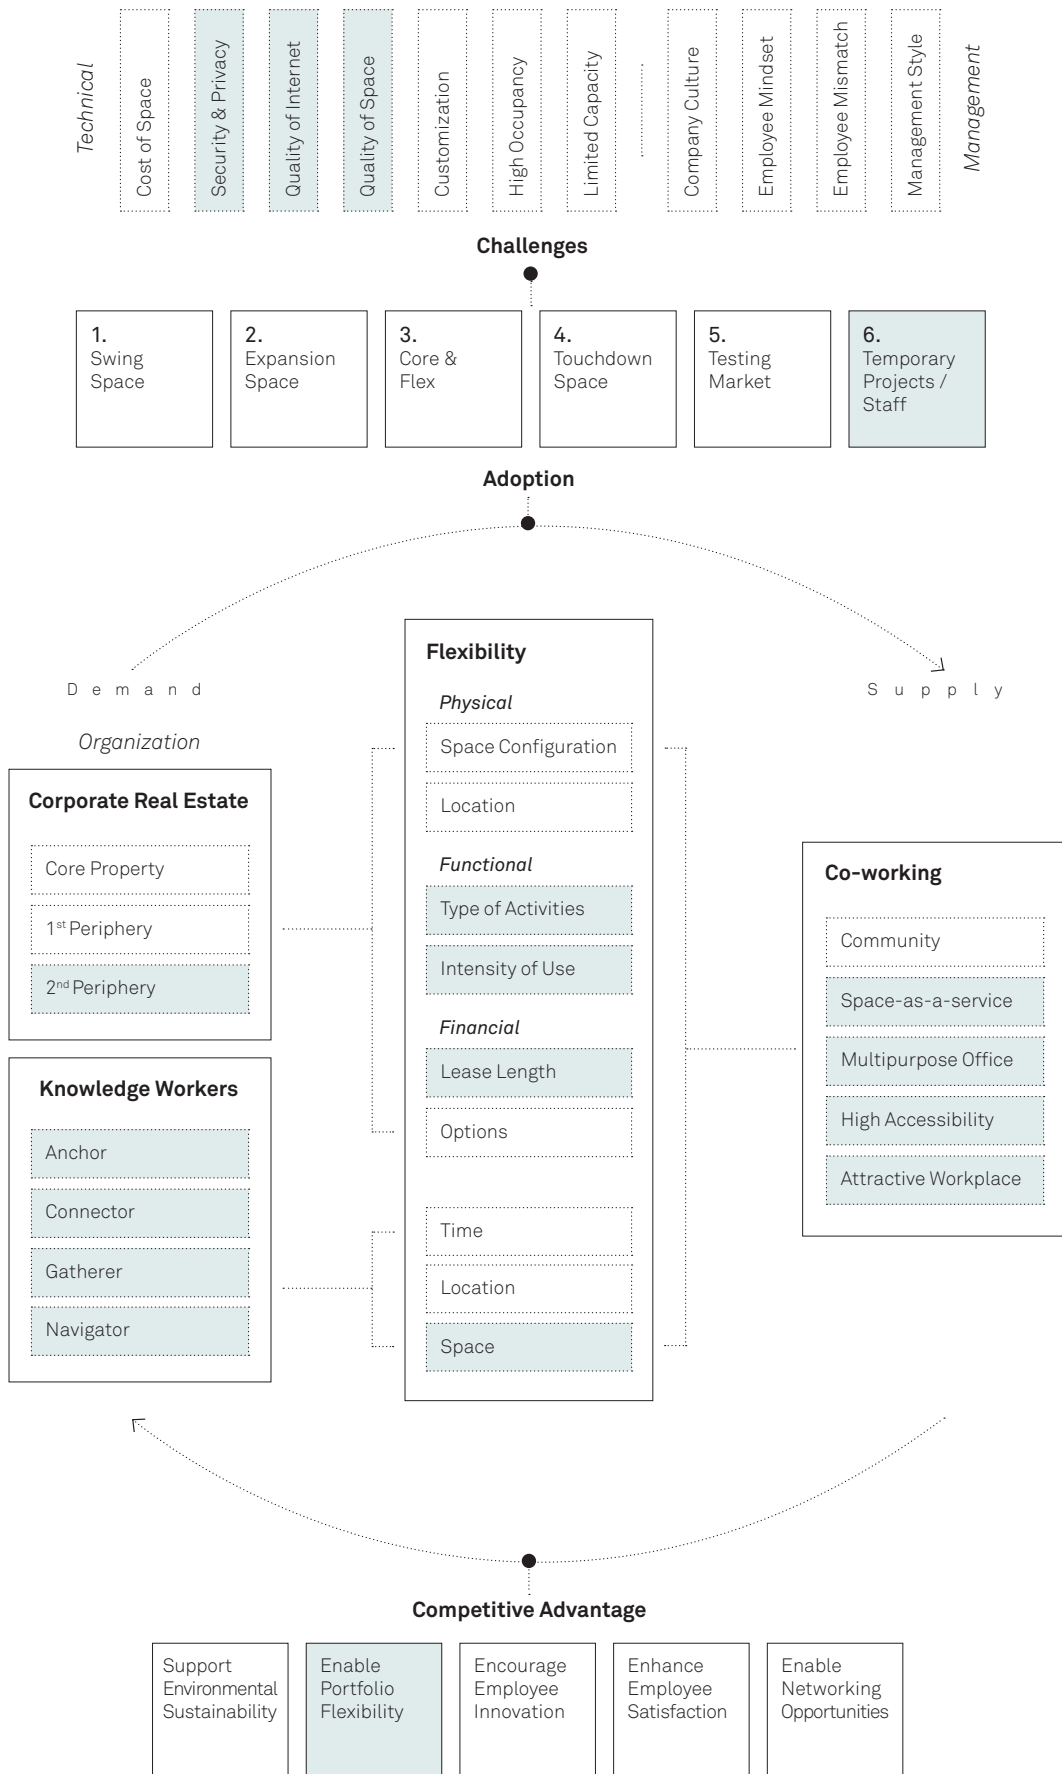 Technical
Cost of Space
Security & Privacy
Quality of Internet
Quality of Space
Customization
High Occupancy
Limited Capacity
Company Culture
Employee Mindset
Employee Mismatch
Management Style
Management
Challenges
1.
Swing
Space
2.
Expansion
Space
3.
Core &
Flex
4.
Touchdown
Space
5.
Testing
Market
6.
Temporary
Projects /
Staff
Adoption
Demand
Supply
Organization
Corporate Real Estate
Core Property
1st Periphery
2nd Periphery
Knowledge Workers
Anchor
Connector
Gatherer
Navigator
Flexibility
Physical
Space Configuration
Location
Functional
Type of Activities
Intensity of Use
Financial
Lease Length
Options
Time
Location
Space
Co-working
Community
Space-as-a-service
Multipurpose Office
High Accessibility
Attractive Workplace
Competitive Advantage
Support
Environmental
Sustainability
Enable
Portfolio
Flexibility
Encourage
Employee
Innovation
Enhance
Employee
Satisfaction
Enable
Networking
Opportunities